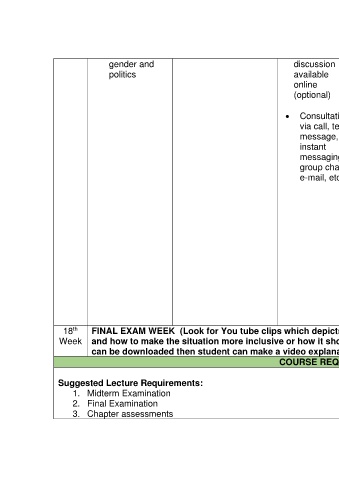 gender and
politics
discussion
available
online
(optional)
• Consultati
via call, te
message,
instant
messaging
group cha
e-mail, etc
18th
Week
FINAL EXAM WEEK (Look for You tube clips which depict
and how to make the situation more inclusive or how it sho
can be downloaded then student can make a video explana
COURSE REQ
Suggested Lecture Requirements:
1. Midterm Examination
2. Final Examination
3. Chapter assessments